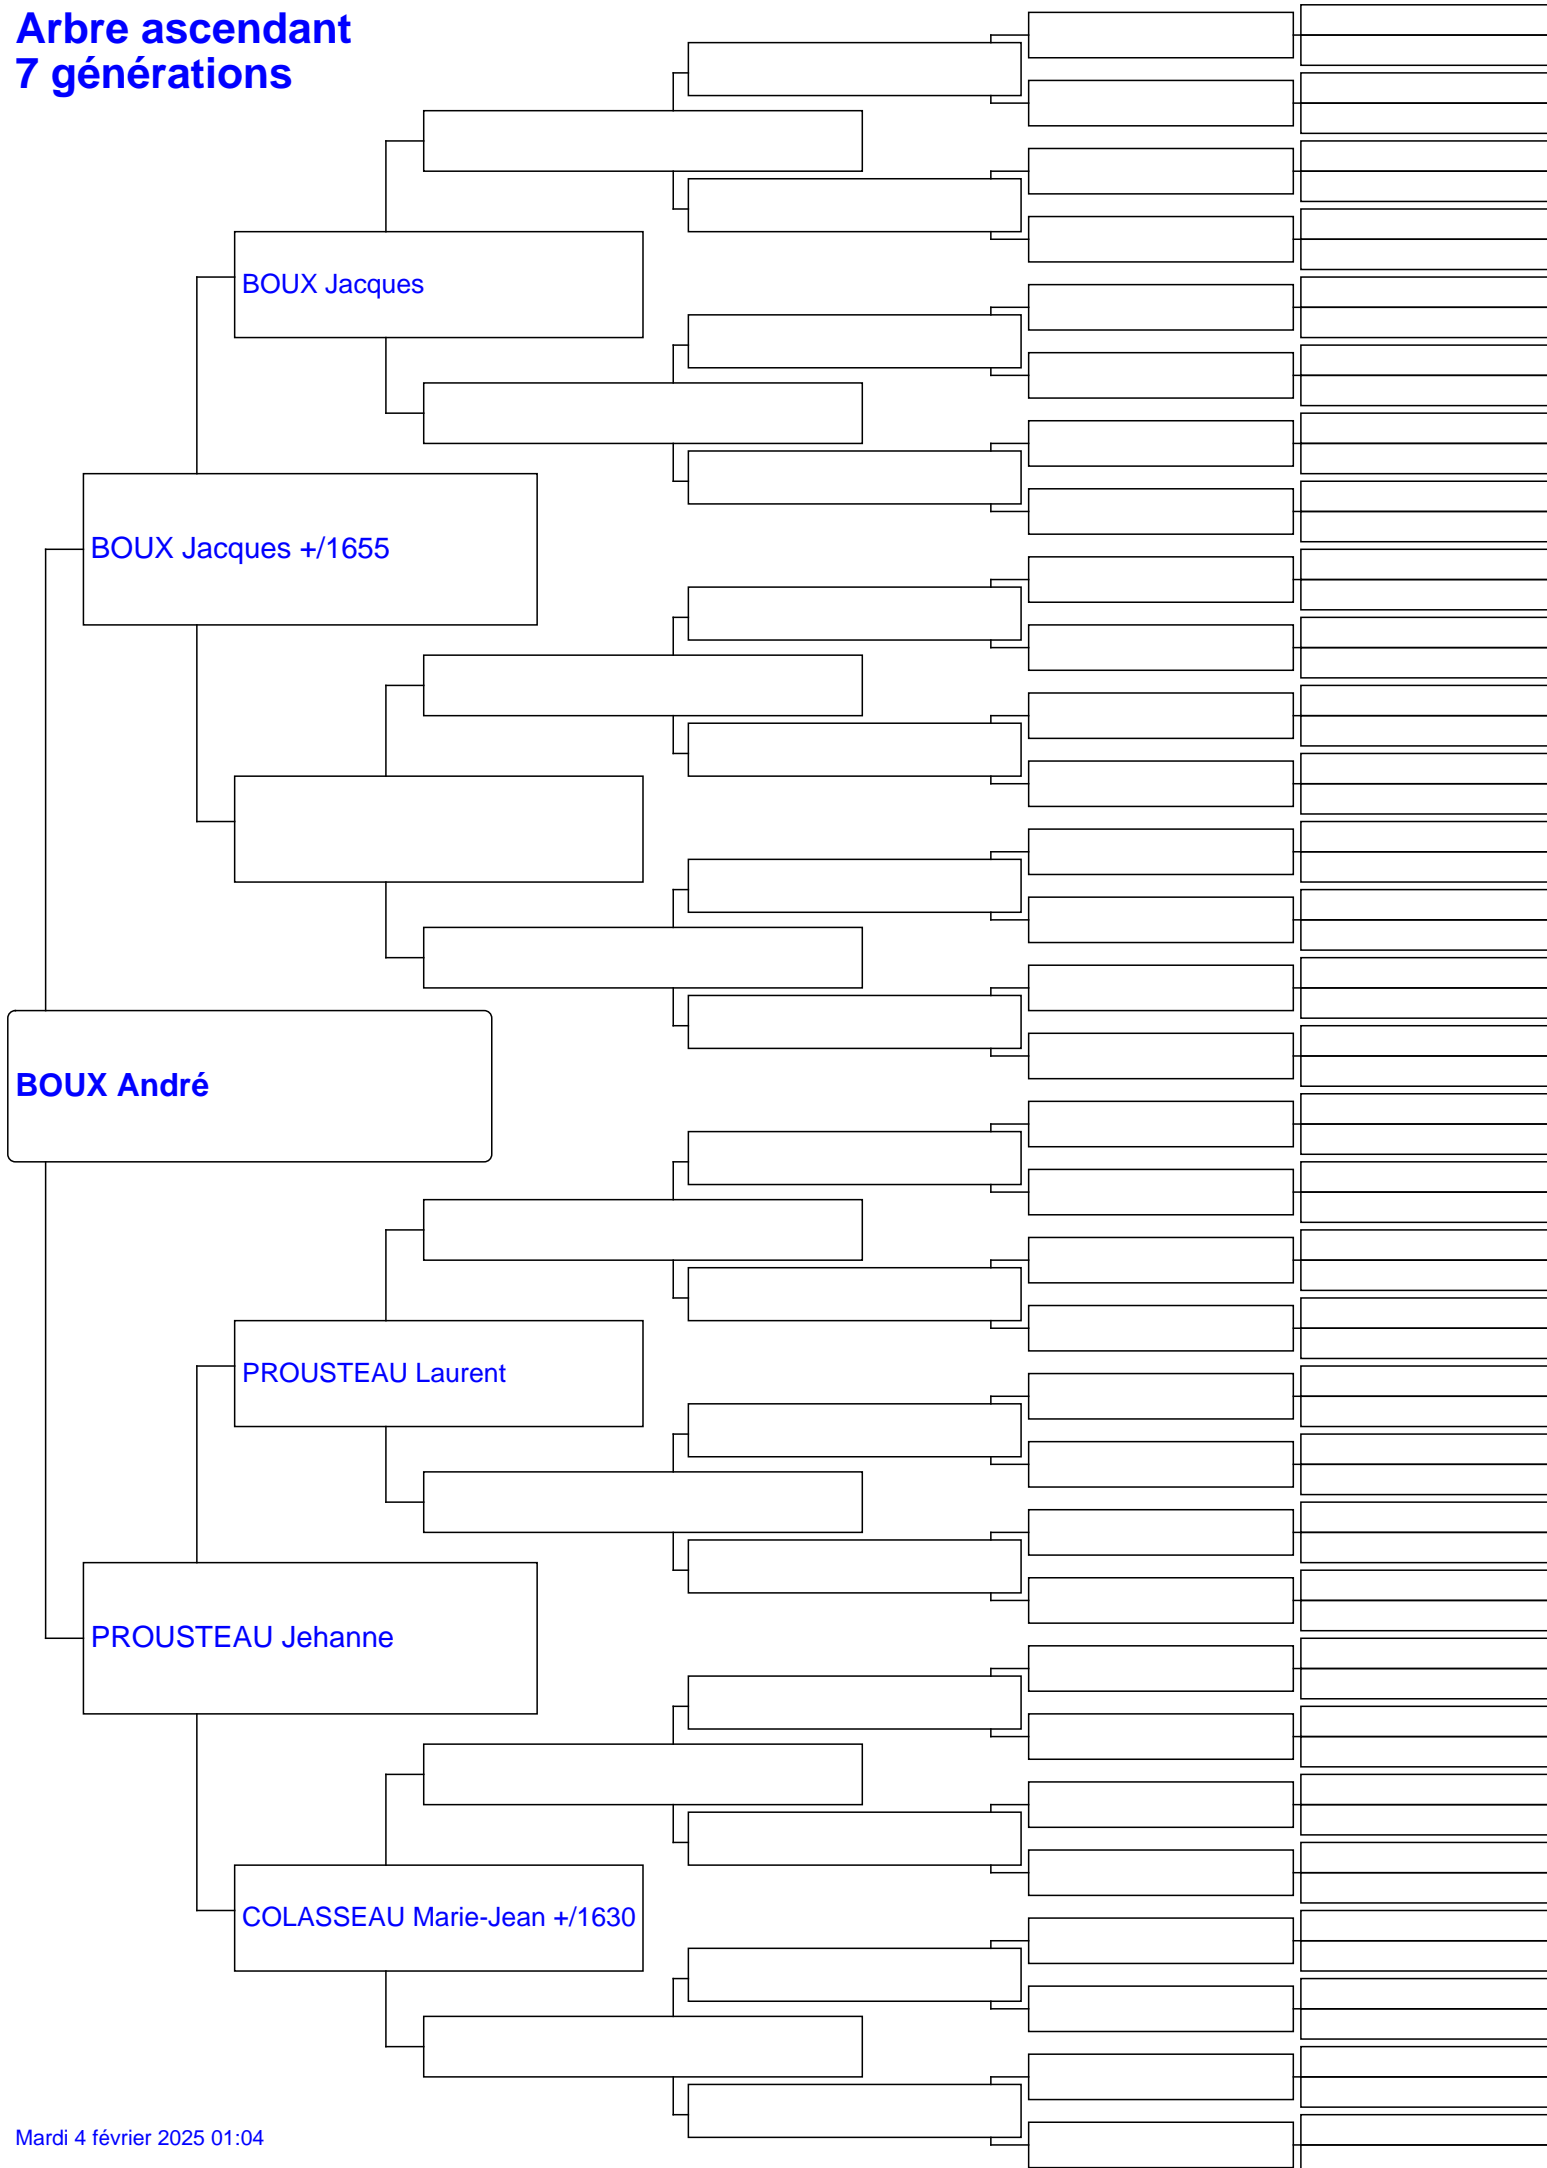 Arbre ascendant
7 générations
BOUX Jacques
BOUX Jacques +/1655
BOUX André
PROUSTEAU Laurent
PROUSTEAU Jehanne
COLASSEAU Marie-Jean +/1630
Mardi 4 février 2025 01:04